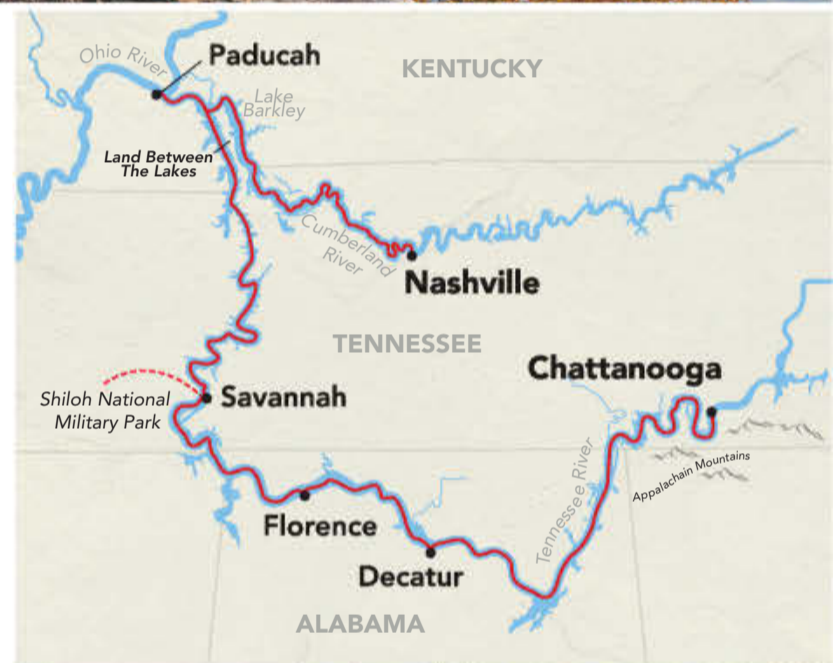 Ohio River
Paducah
KENTUCKY
Lake
Barkley
Land Between
The Lakes
Cumberland
River
Nashville
TENNESSEE
Chattanooga
Shiloh National
Military Park
Savannah
Tennessee River
Appalachain Mountains
Florence
Decatur
ALABAMA